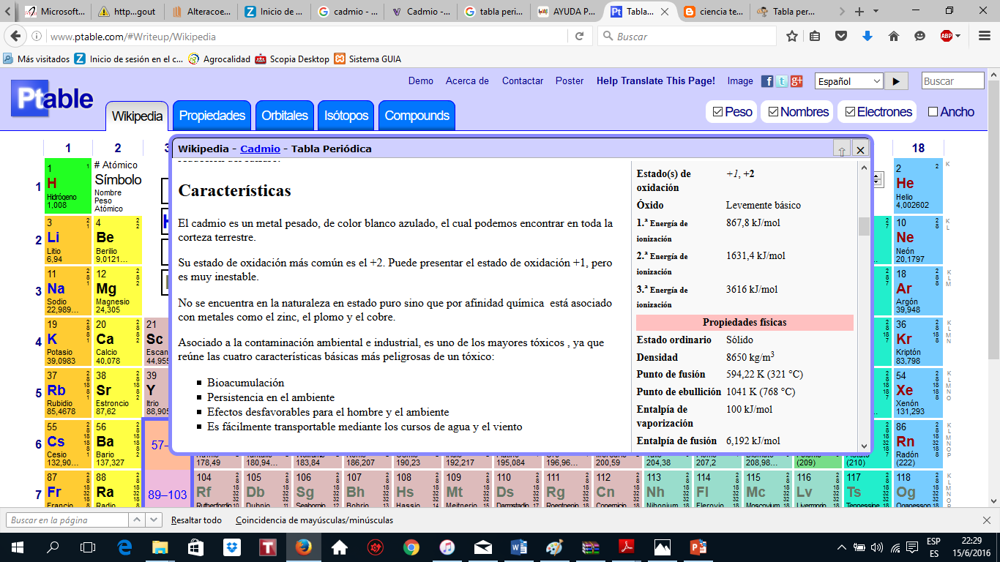 Microsoft...
http...gout
Alteracoe...
Inicio de ...
cadmio - ...
Cadmio -...
tabla peri...
AYUDA P...
Tabla...
ciencia te...
Tabla per...
www.ptable.com/#Writeup/Wikipedia
Buscar
ABP
Más visitados
Inicio de sesión en el c...
Agrocalidad
Scopia Desktop
Sistema GUIA
Ptable
Demo
Acerca de
Contactar
Poster
Help Translate This Page!
Image
Español
Buscar
Wikipedia
Propiedades
Orbitales
Isótopos
Compounds
Peso
Nombres
Electrones
Ancho
Wikipedia - Cadmio - Tabla Periódica
Características
El cadmio es un metal pesado, de color blanco azulado, el cual podemos encontrar en toda la
corteza terrestre.
Su estado de oxidación más común es el +2. Puede presentar el estado de oxidación +1, pero
es muy inestable.
No se encuentra en la naturaleza en estado puro sino que por afinidad química está asociado
con metales como el zinc, el plomo y el cobre.
Asociado a la contaminación ambiental e industrial, es uno de los mayores tóxicos , ya que
reúne las cuatro características básicas más peligrosas de un tóxico:
Bioacumulación
Persistencia en el ambiente
Efectos desfavorables para el hombre y el ambiente
Es fácilmente transportable mediante los cursos de agua y el viento
Estado(s) de oxidación +1, +2
Óxido Levemente básico
1.ª Energía de ionización 867,8 kJ/mol
2.ª Energía de ionización 1631,4 kJ/mol
3.ª Energía de ionización 3616 kJ/mol
Propiedades físicas
Estado ordinario Sólido
Densidad 8650 kg/m3
Punto de fusión 594,22 K (321 °C)
Punto de ebullición 1041 K (768 °C)
Entalpía de vaporización 100 kJ/mol
Entalpía de fusión 6,192 kJ/mol
1 2 18
# Atómico
Símbolo
Nombre
Peso
Atómico
1 H Hidrógeno 1,008
2 He Helio 4,002602
3 Li Litio 6,94
4 Be Berilio 9,0121...
10 Ne Neón 20,1797
11 Na Sodio 22,989...
12 Mg Magnesio 24,305
18 Ar Argón 39,948
19 K Potasio 39,0983
20 Ca Calcio 40,078
21 Sc
36 Kr Kriptón 83,798
37 Rb Rubidio 85,4678
38 Sr Estroncio 87,62
39 Y Itrio
54 Xe Xenón 131,293
55 Cs Cesio 132,90...
56 Ba Bario 137,327
57–
178,49
180,94...
183,84
186,207
190,23
192,217
195,084
196,96...
200,59
204,38
207,2
208,98...
(209)
(210)
86 Rn Radón (222)
87 Fr Francio
88 Ra Radio
89–103
104 Rf
105 Db
106 Sg
107 Bh
108 Hs
109 Mt
110 Ds
111 Rg
112 Cn
113 Nh
114 Fl
115 Mc
116 Lv
117 Ts
118 Og
Buscar en la página
Resaltar todo
Coincidencia de mayúsculas/minúsculas
ESP
ES
22:29
15/6/2016